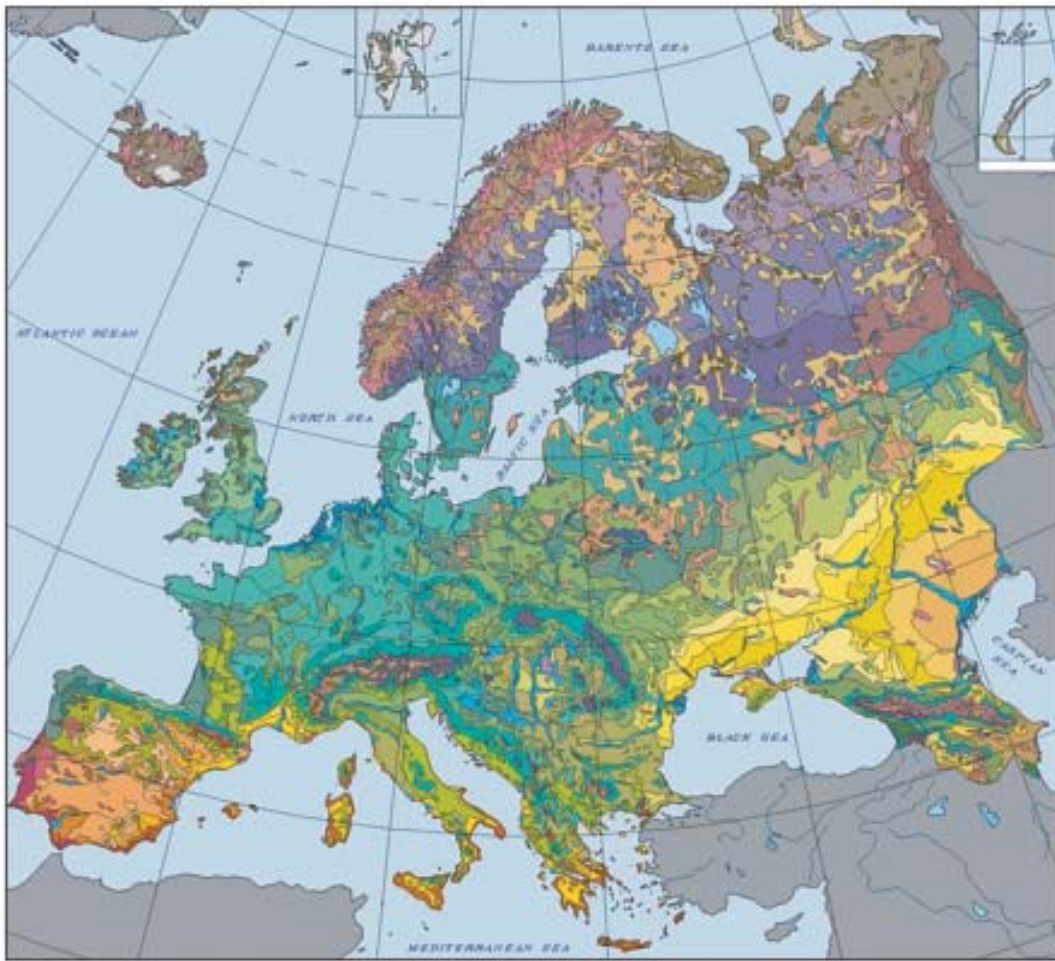 BARENTS SEA
ATLANTIC OCEAN
NORTH SEA
BALTIC SEA
CASPIAN SEA
BLACK SEA
MEDITERRANEAN SEA